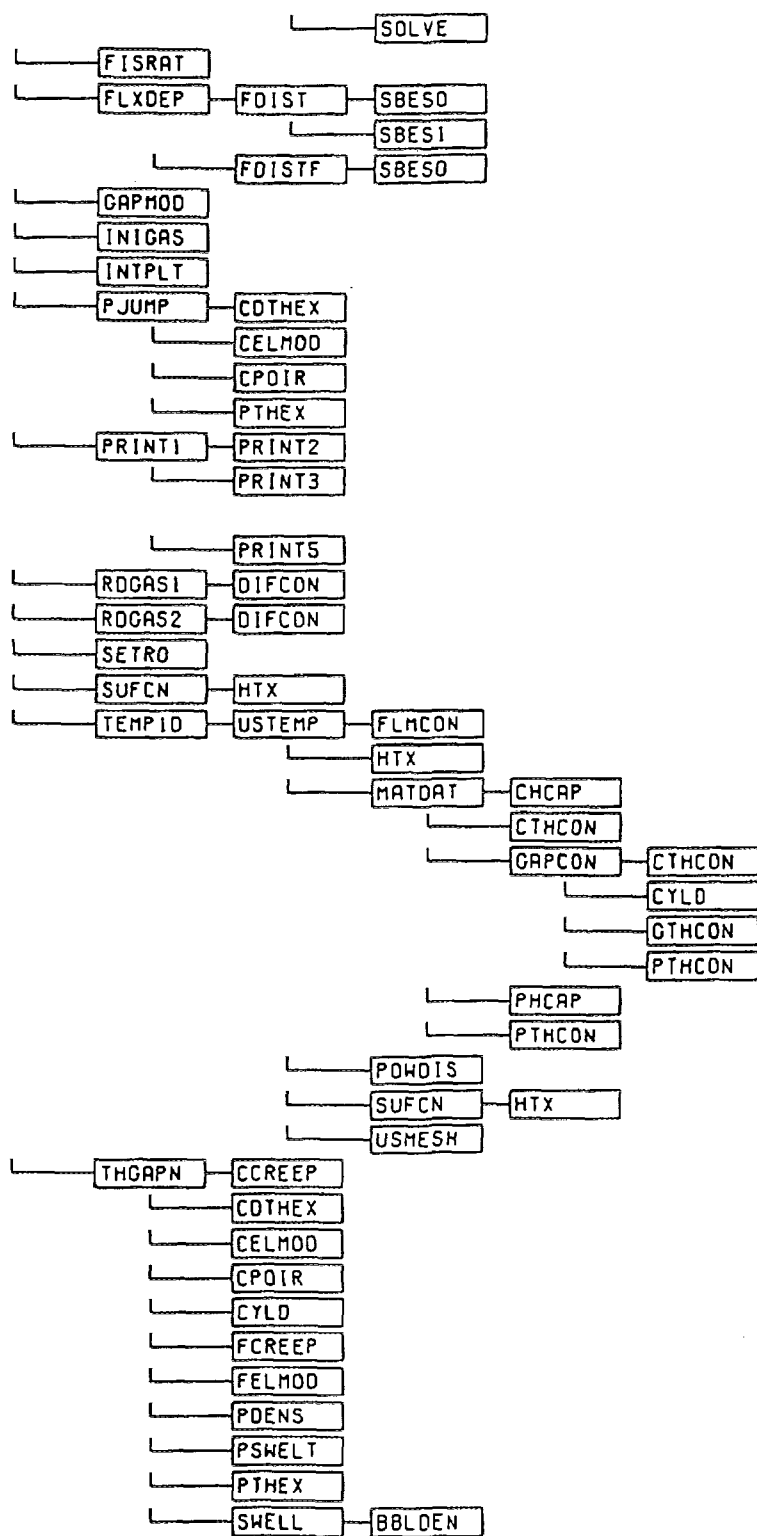 SOLVE
FISRAT
FLXDEP FDIST SBES0
SBES1
FDISTF SBES0
GAPMOD
INIGAS
INTPLT
PJUMP CDTHEX
CELMOD
CPOIR
PTHEX
PRINT1 PRINT2
PRINT3
PRINT5
RDGAS1 DIFCON
RDGAS2 DIFCON
SETRO
SUFCN HTX
TEMP1D USTEMP FLMCON
HTX
MATDAT CHCAP
CTHCON
GAPCON CTHCON
CYLD
GTHCON
PTHCON
PHCAP
PTHCON
POWDIS
SUFCN HTX
USMESH
THGAPN CCREEP
CDTHEX
CELMOD
CPOIR
CYLD
FCREEP
FELMOD
PDENS
PSWELT
PTHEX
SWELL BBLDEN